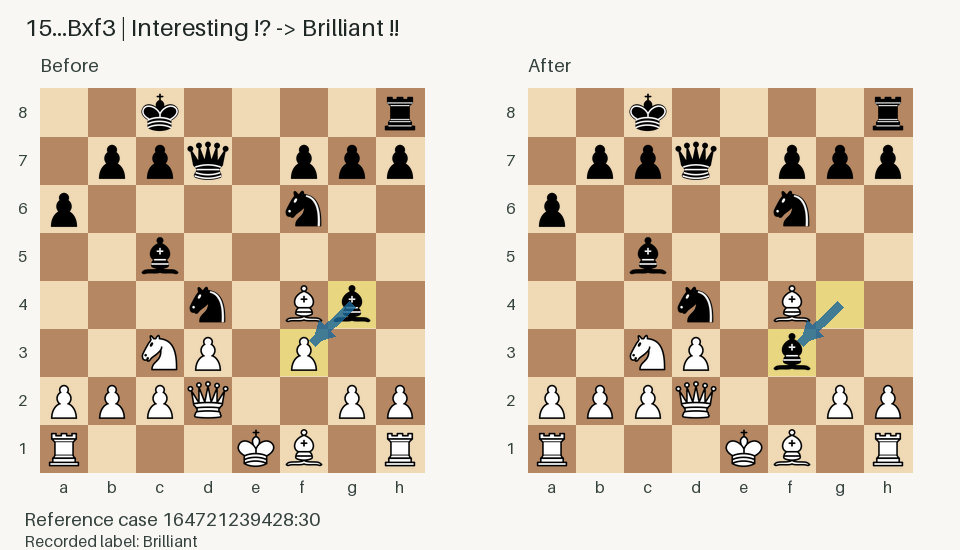 15...Bxf3 | Interesting !? -> Brilliant !!
Before After
8 8
7 7
6 6
5 5
4 4
3 3
2 2
1 1
a b c d e f g h a b c d e f g h
Reference case 164721239428:30
Recorded label: Brilliant